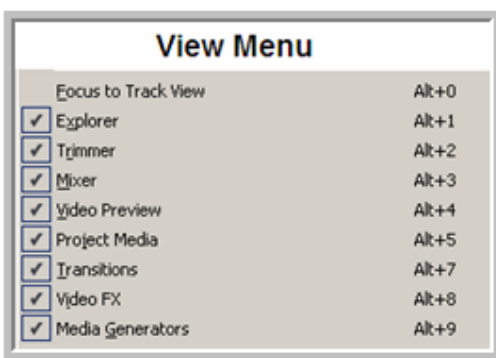 View Menu
Focus to Track View Alt+0
Explorer Alt+1
Trimmer Alt+2
Mixer Alt+3
Video Preview Alt+4
Project Media Alt+5
Transitions Alt+7
Video FX Alt+8
Media Generators Alt+9